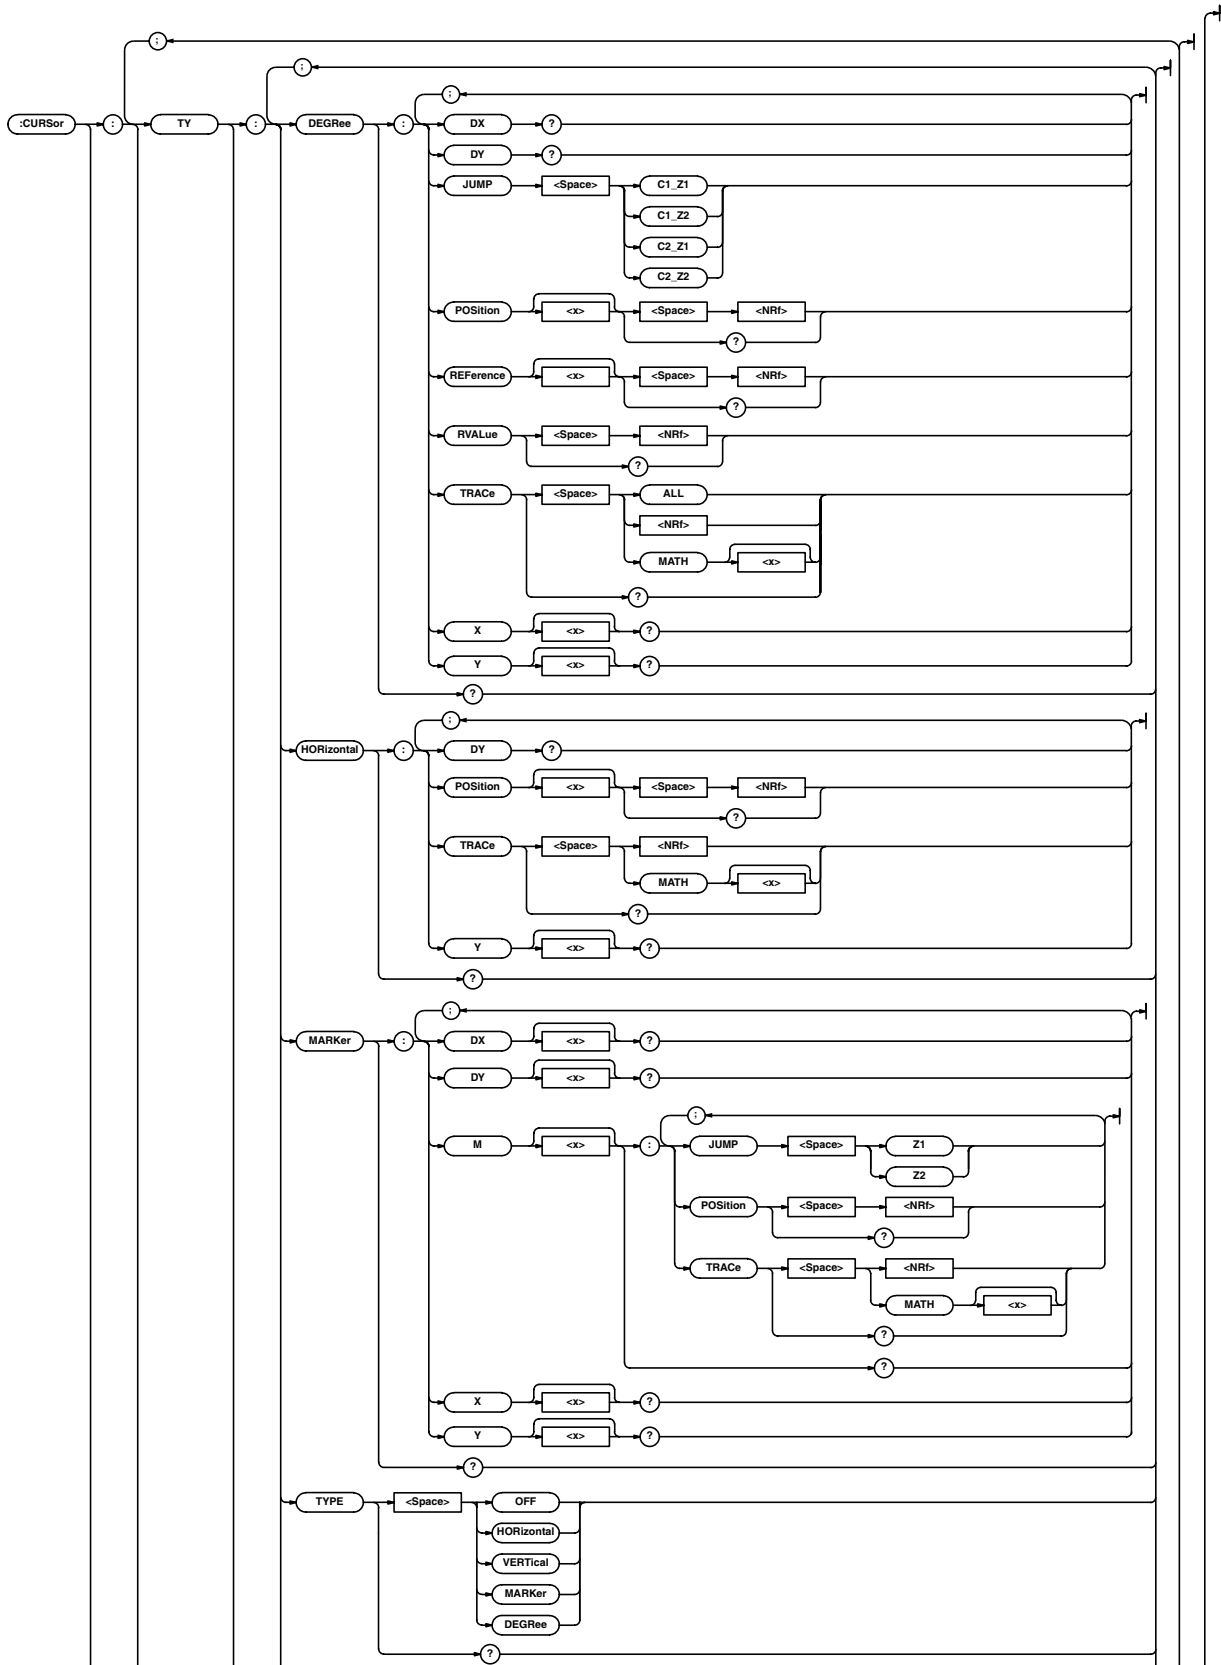 ;
;
;
:CURSor : TY : DEGRee : DX ?
DY ?
JUMP <Space> C1_Z1
C1_Z2
C2_Z1
C2_Z2
POSition <x> <Space> <NRf>
?
REFerence <x> <Space> <NRf>
?
RVALue <Space> <NRf>
?
TRACe <Space> ALL
<NRf>
MATH <x>
?
X <x> ?
Y <x> ?
?
;
HORizontal : DY ?
POSition <x> <Space> <NRf>
?
TRACe <Space> <NRf>
MATH <x>
?
Y <x> ?
?
;
MARKer : DX <x> ?
DY <x> ?
;
M <x> : JUMP <Space> Z1
Z2
POSition <Space> <NRf>
?
TRACe <Space> <NRf>
MATH <x>
?
?
X <x> ?
Y <x> ?
?
TYPE <Space> OFF
HORizontal
VERTical
MARKer
DEGRee
?